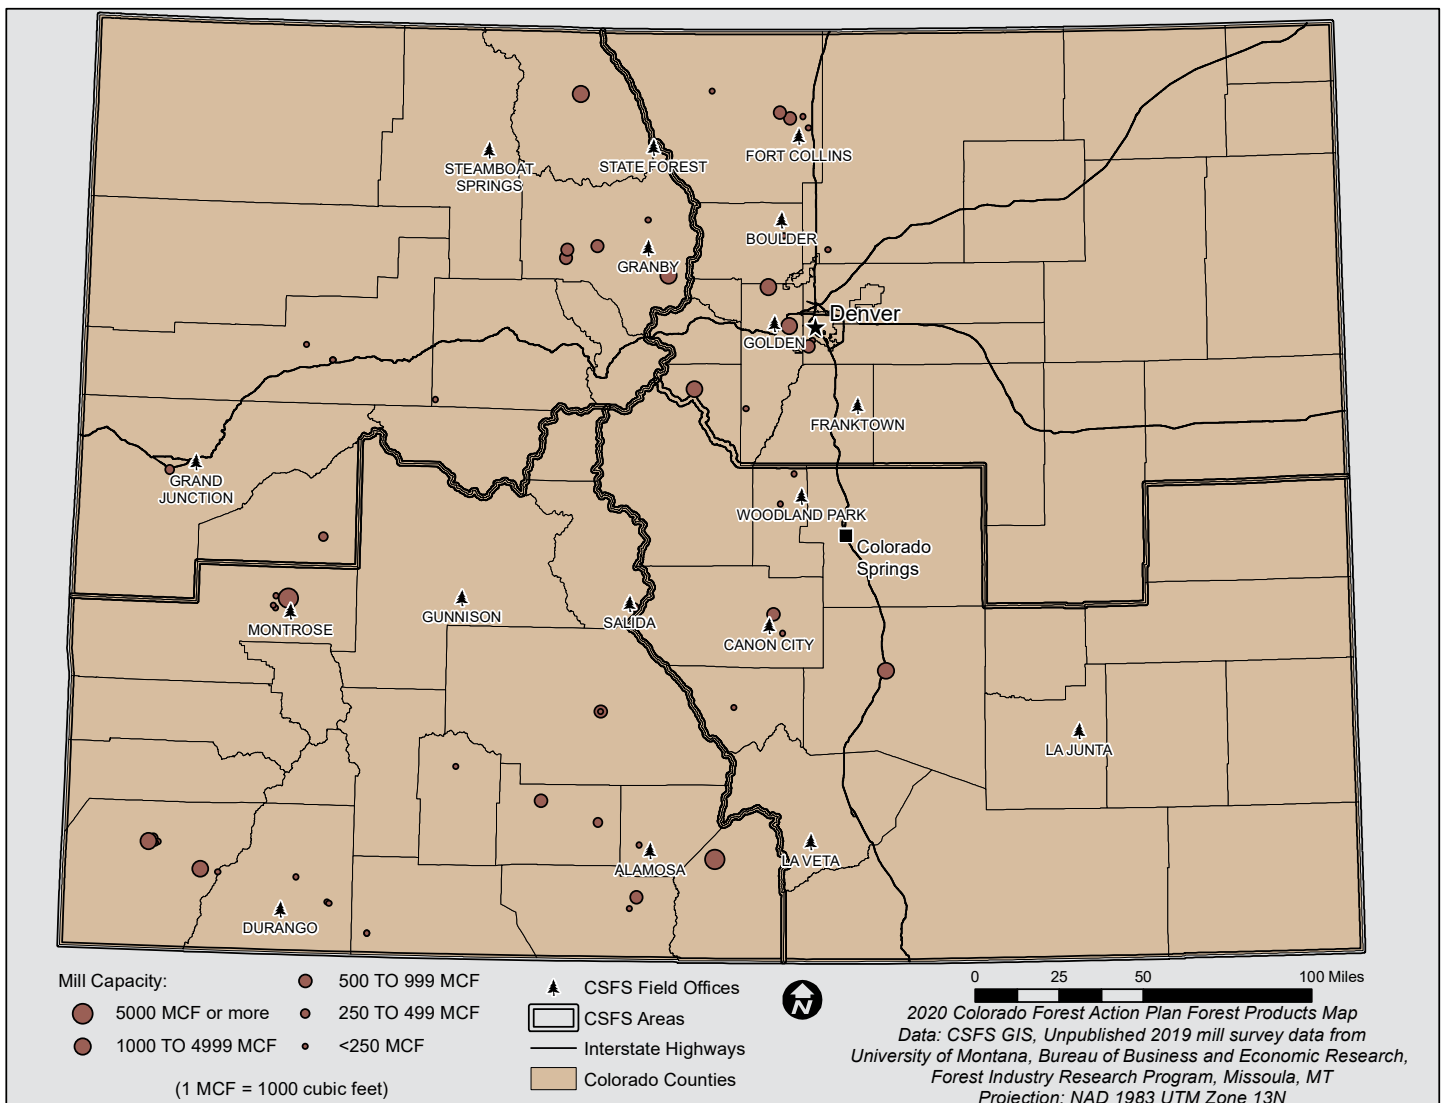 STEAMBOAT
SPRINGS
STATE FOREST
FORT COLLINS
BOULDER
GRANBY
Denver
GOLDEN
FRANKTOWN
GRAND
JUNCTION
WOODLAND PARK
Colorado
Springs
MONTROSE
GUNNISON
SALIDA
CANON CITY
LA JUNTA
ALAMOSA
LA VETA
DURANGO
Mill Capacity:
5000 MCF or more
1000 TO 4999 MCF
500 TO 999 MCF
250 TO 499 MCF
<250 MCF
(1 MCF = 1000 cubic feet)
CSFS Field Offices
CSFS Areas
Interstate Highways
Colorado Counties
N
0 25 50 100 Miles
2020 Colorado Forest Action Plan Forest Products Map
Data: CSFS GIS, Unpublished 2019 mill survey data from
University of Montana, Bureau of Business and Economic Research,
Forest Industry Research Program, Missoula, MT
Projection: NAD 1983 UTM Zone 13N